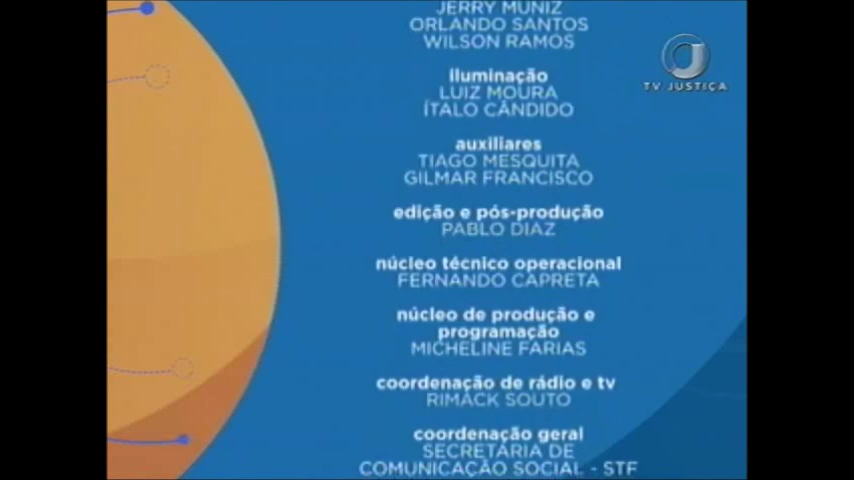 JERRY MUNIZ
ORLANDO SANTOS
WILSON RAMOS
iluminação
LUIZ MOURA
ÍTALO CÂNDIDO
auxiliares
TIAGO MESQUITA
GILMAR FRANCISCO
edição e pós-produção
PABLO DIAZ
núcleo técnico operacional
FERNANDO CAPRETA
núcleo de produção e
programação
MICHELINE FARIAS
coordenação de rádio e tv
RIMACK SOUTO
coordenação geral
SECRETARIA DE
COMUNICAÇÃO SOCIAL - STF
TV JUSTIÇA